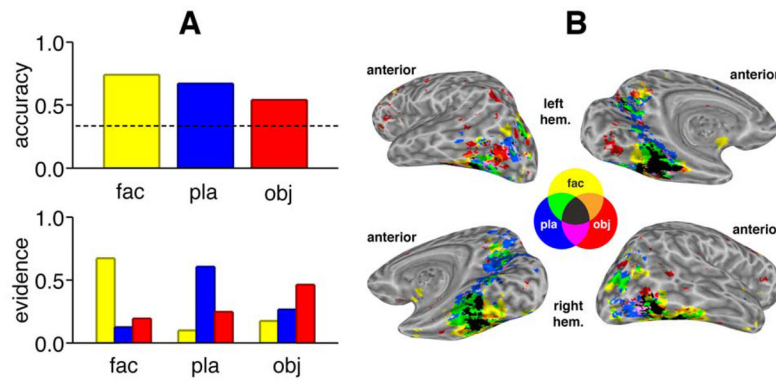 A
B
1.0
0.5
0.0
accuracy
fac pla obj
1.0
0.5
0.0
evidence
fac pla obj
anterior
anterior
left
hem.
fac
pla
obj
anterior
anterior
right
hem.